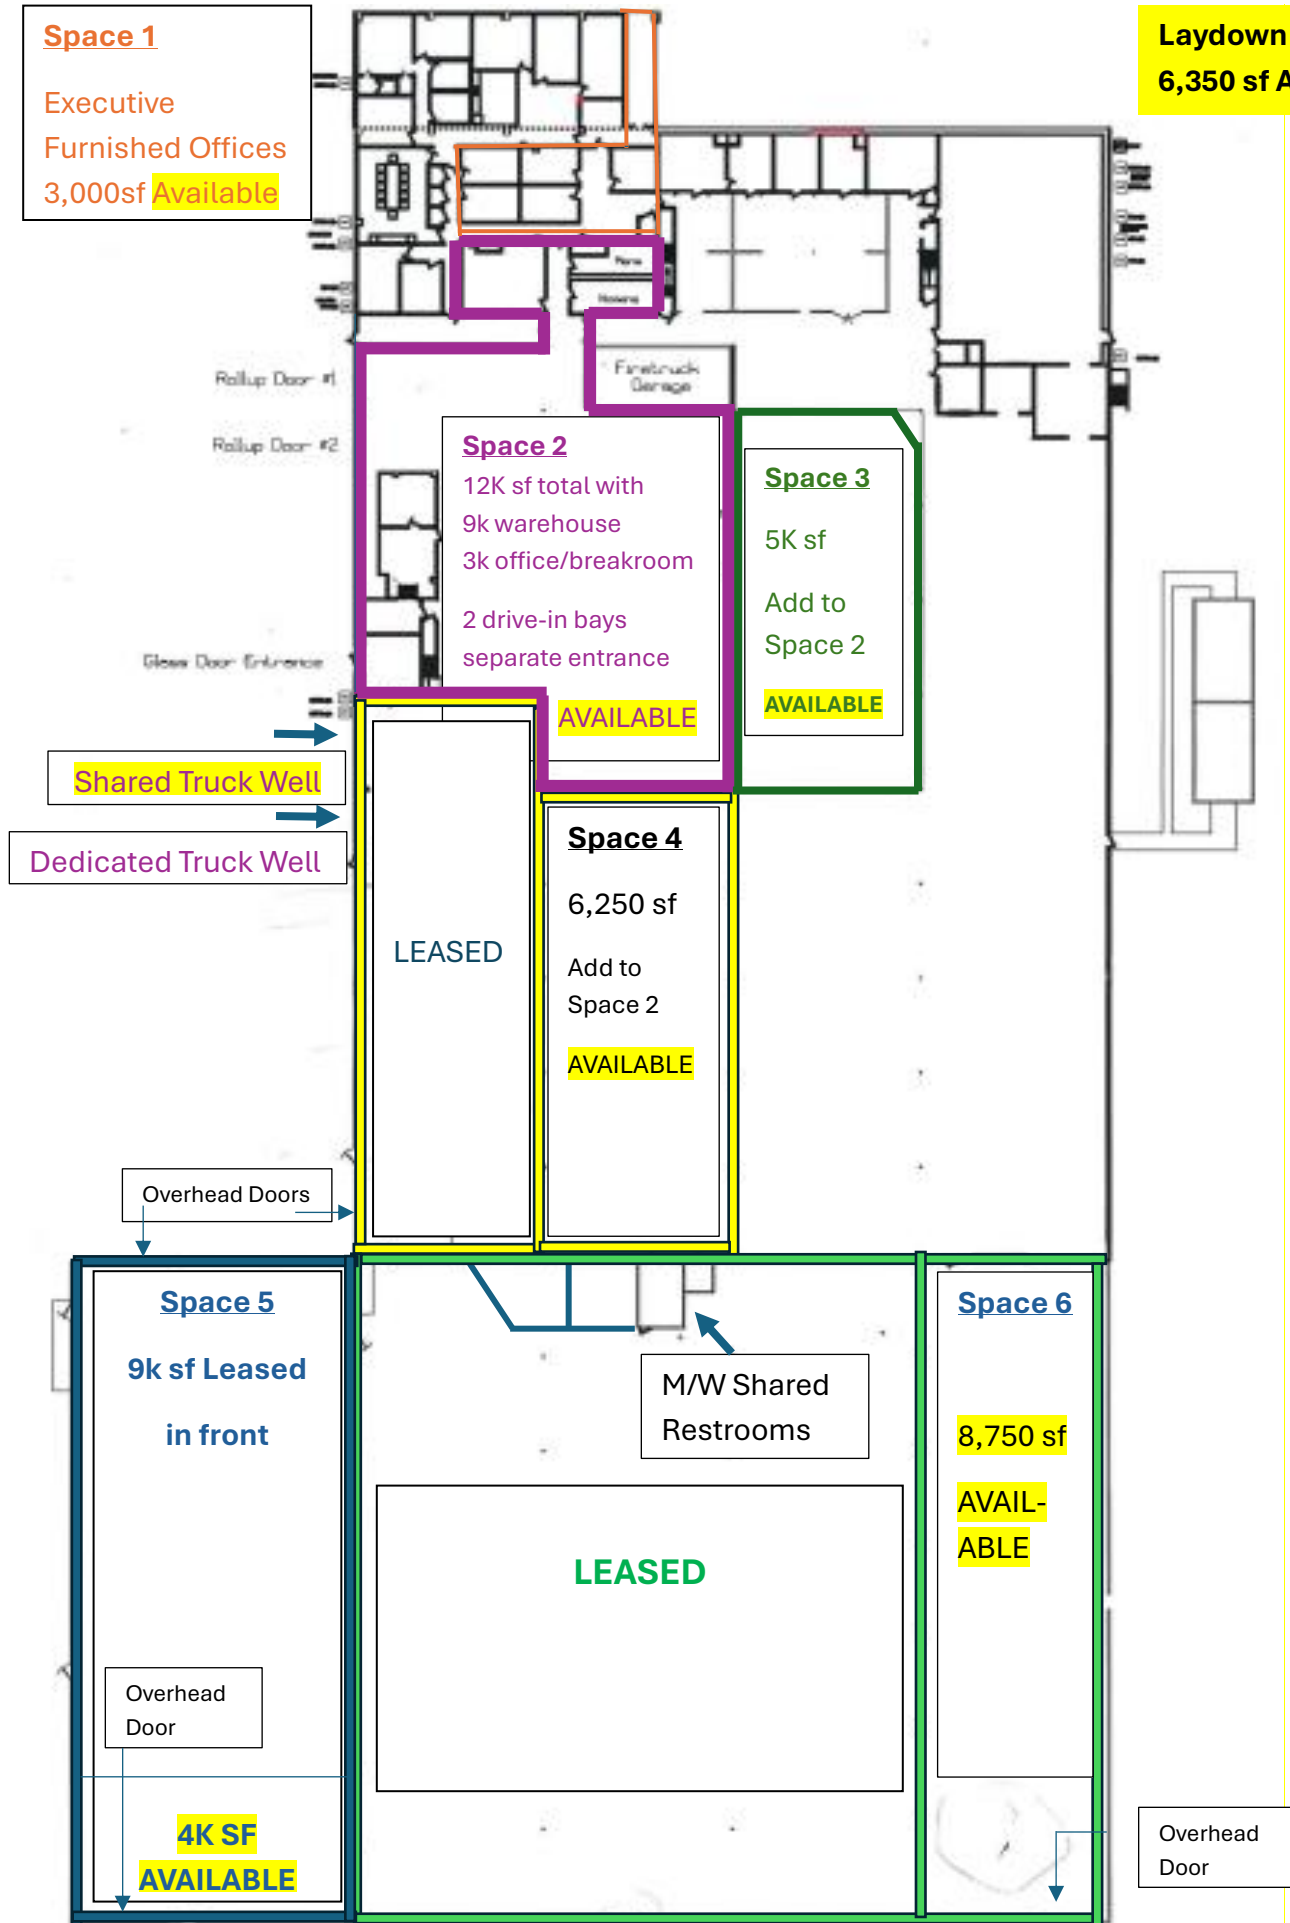 Space 1
Executive
Furnished Offices
3,000sf Available
Laydown
6,350 sf A
Mens
Womens
Firetruck
Garage
Rollup Door #1
Rollup Door #2
Glass Door Entrance
Space 2
12K sf total with
9k warehouse
3k office/breakroom
2 drive-in bays
separate entrance
AVAILABLE
Space 3
5K sf
Add to
Space 2
AVAILABLE
Shared Truck Well
Dedicated Truck Well
LEASED
Space 4
6,250 sf
Add to
Space 2
AVAILABLE
Overhead Doors
Space 5
9k sf Leased
in front
Overhead
Door
4K SF
AVAILABLE
M/W Shared
Restrooms
LEASED
Space 6
8,750 sf
AVAIL-
ABLE
Overhead
Door